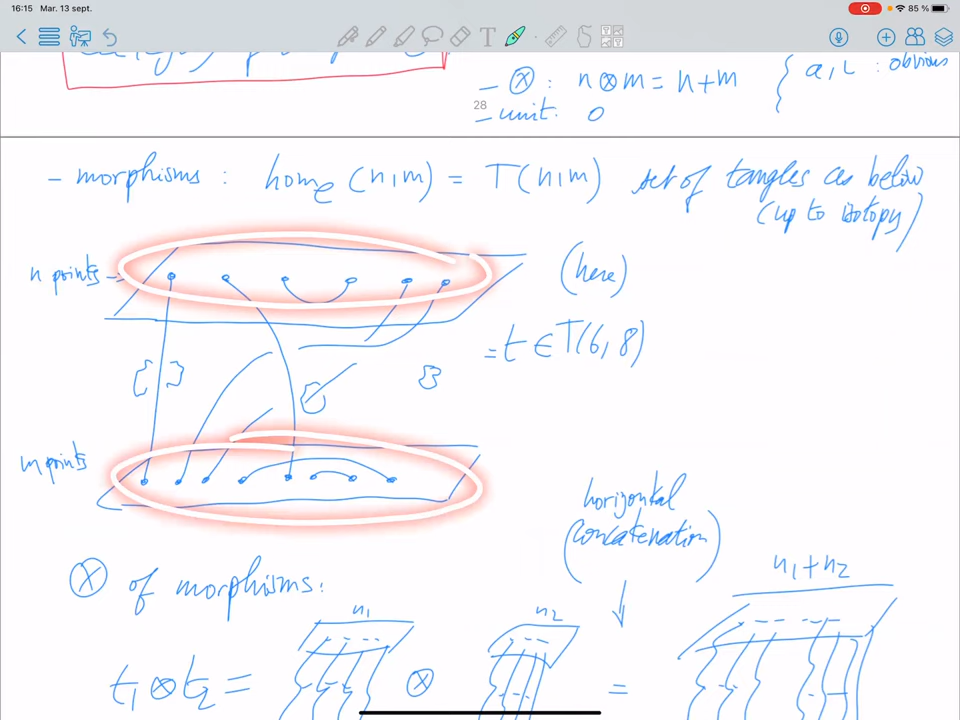 16:15 Mar. 13 sept.
85 %
T
- ⊗ : n⊗m = n+m { a, l : obvious
28
- unit: 0
- morphisms : hom_e (n,m) = T(n,m) set of tangles as below
(up to isotopy)
n points
(here)
= t ∈ T(6, 8)
m points
horizontal
(concatenation)
⊗ of morphisms:
n₁ n₂ n₁+n₂
t₁ ⊗ t₂ = ⊗ =